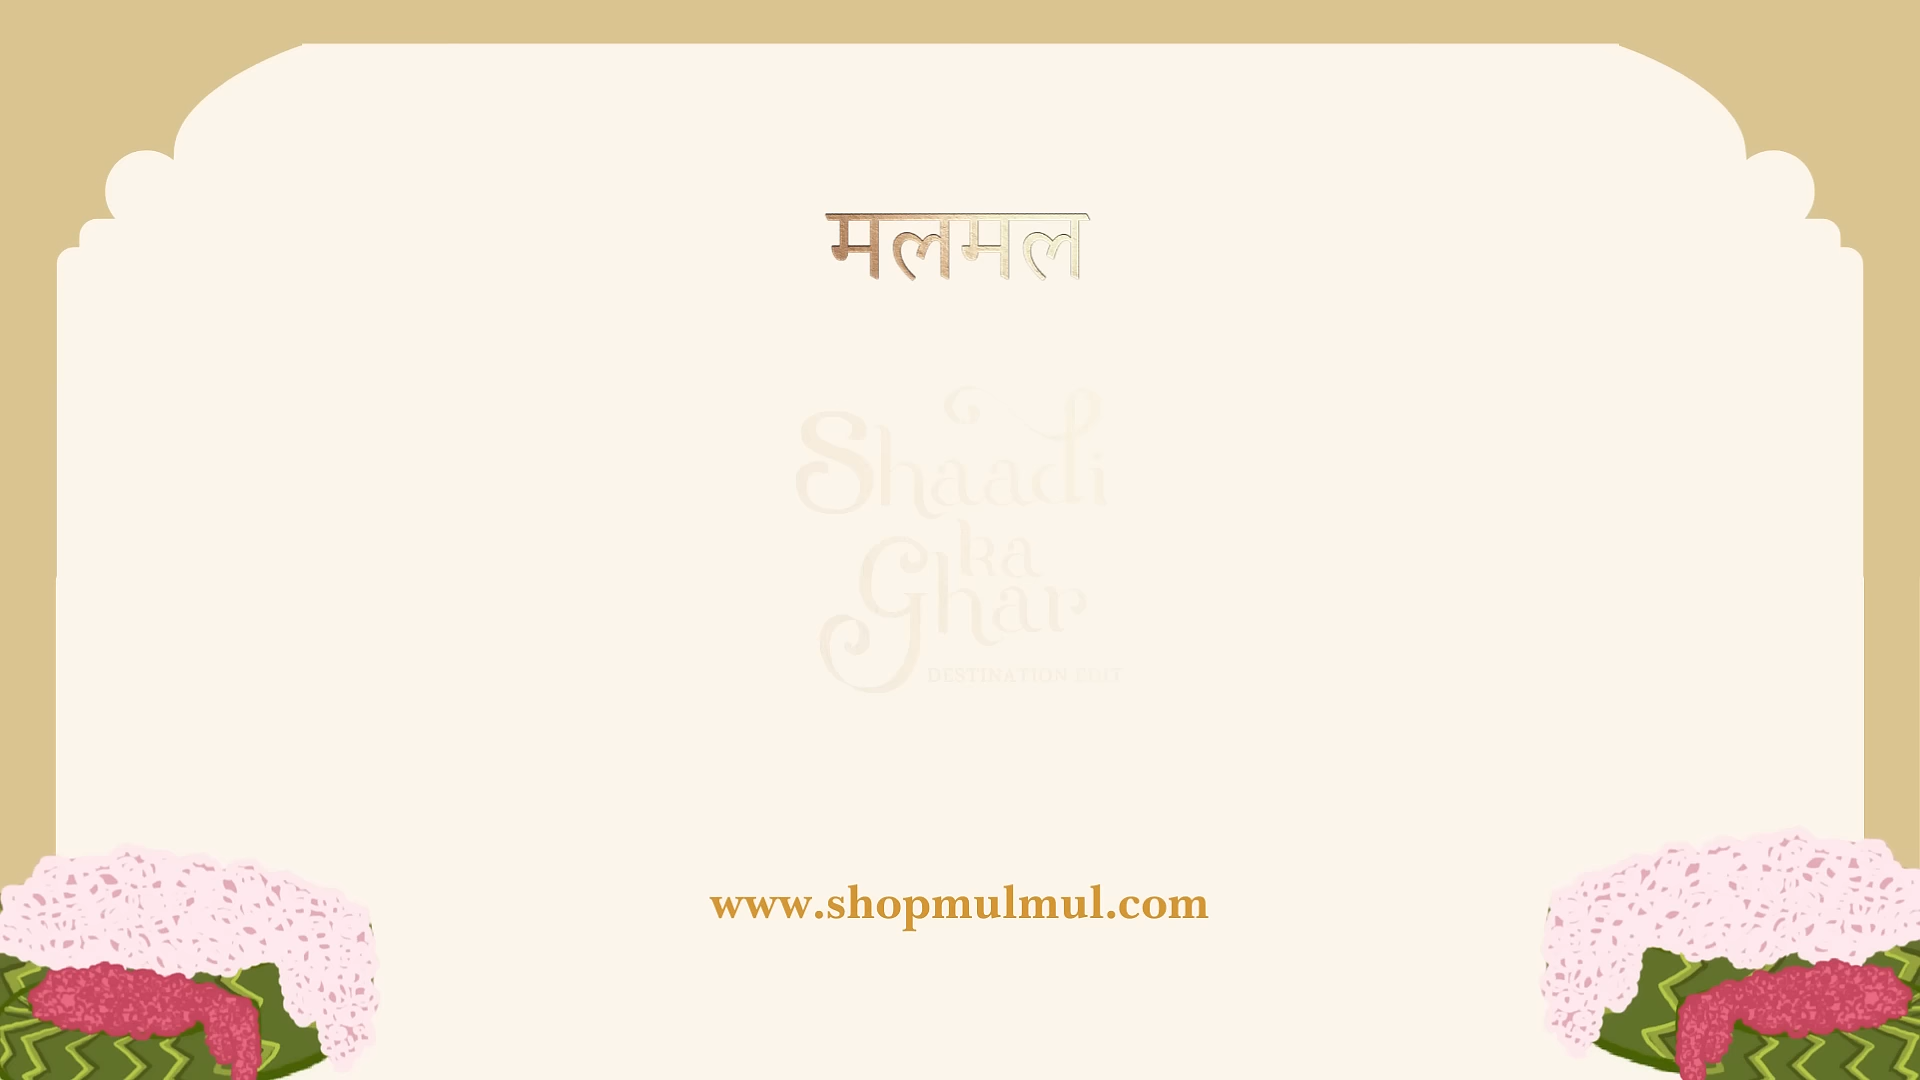 मलमल
Shaadi
ka
Ghar
DESTINATION EDIT
www.shopmulmul.com